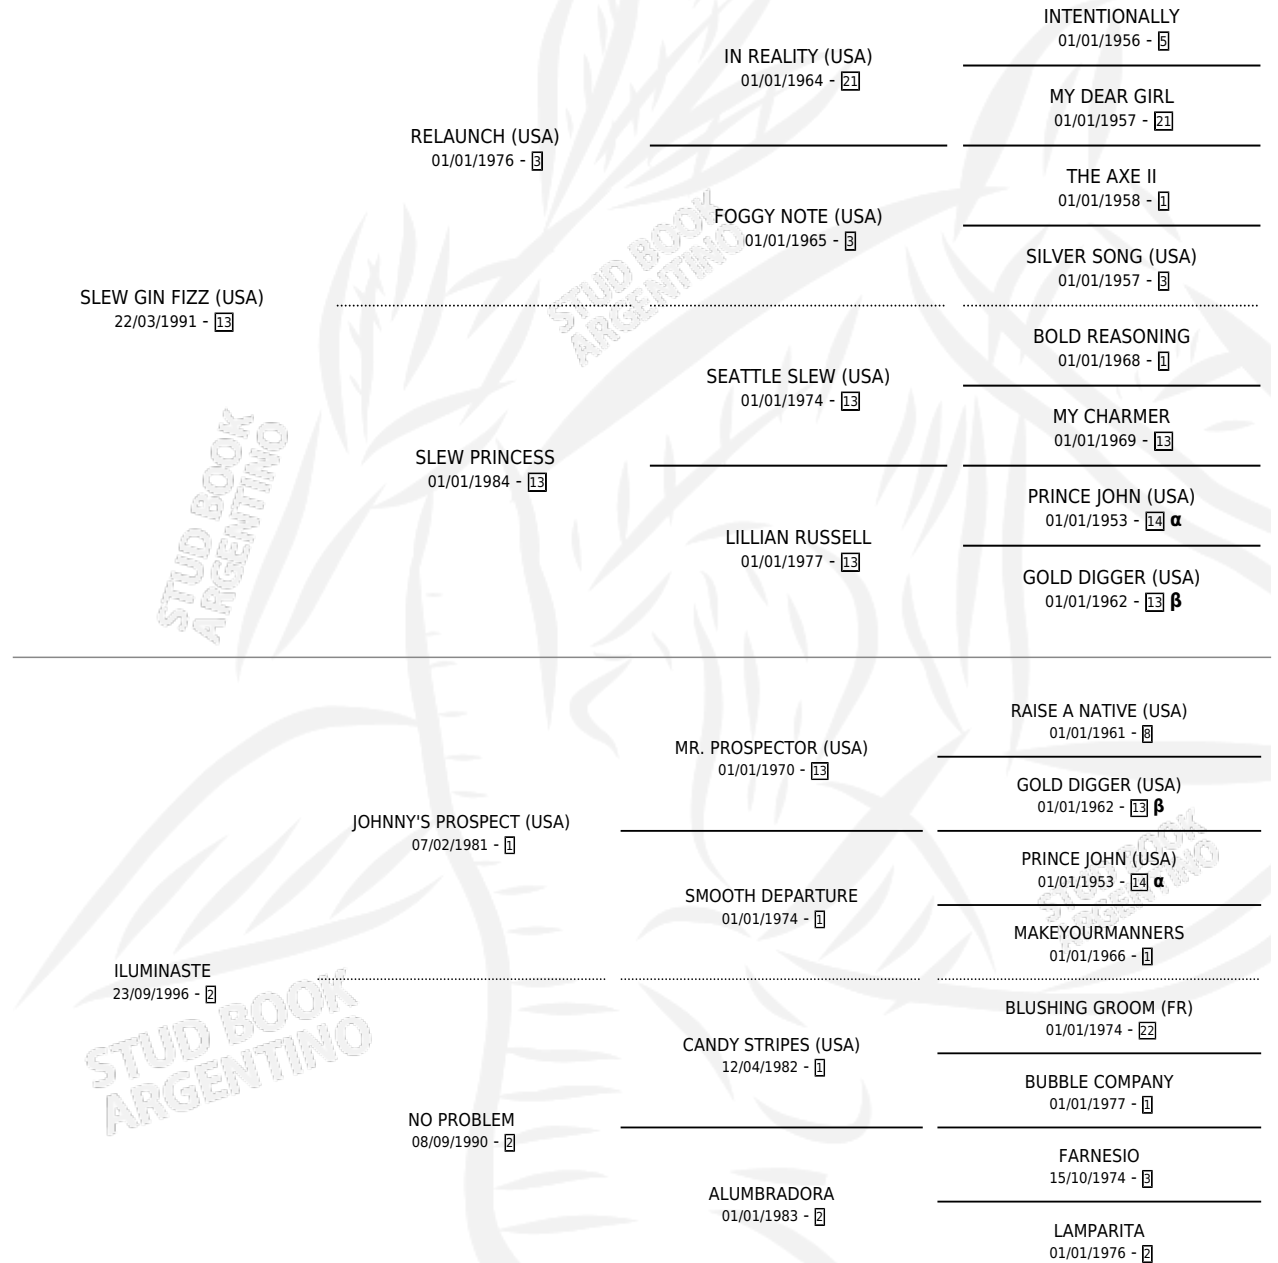 INTENTIONALLY
01/01/1956 - 5
IN REALITY (USA)
01/01/1964 - 21
MY DEAR GIRL
01/01/1957 - 21
RELAUNCH (USA)
01/01/1976 - 3
THE AXE II
01/01/1958 - 1
FOGGY NOTE (USA)
01/01/1965 - 3
SILVER SONG (USA)
01/01/1957 - 3
SLEW GIN FIZZ (USA)
22/03/1991 - 13
BOLD REASONING
01/01/1968 - 1
SEATTLE SLEW (USA)
01/01/1974 - 13
MY CHARMER
01/01/1969 - 13
SLEW PRINCESS
01/01/1984 - 13
PRINCE JOHN (USA)
01/01/1953 - 14 α
LILLIAN RUSSELL
01/01/1977 - 13
GOLD DIGGER (USA)
01/01/1962 - 13 β
RAISE A NATIVE (USA)
01/01/1961 - 8
MR. PROSPECTOR (USA)
01/01/1970 - 13
GOLD DIGGER (USA)
01/01/1962 - 13 β
JOHNNY'S PROSPECT (USA)
07/02/1981 - 1
PRINCE JOHN (USA)
01/01/1953 - 14 α
SMOOTH DEPARTURE
01/01/1974 - 1
MAKEYOURMANNERS
01/01/1966 - 1
ILUMINASTE
23/09/1996 - 2
BLUSHING GROOM (FR)
01/01/1974 - 22
CANDY STRIPES (USA)
12/04/1982 - 1
BUBBLE COMPANY
01/01/1977 - 1
NO PROBLEM
08/09/1990 - 2
FARNESIO
15/10/1974 - 3
ALUMBRADORA
01/01/1983 - 2
LAMPARITA
01/01/1976 - 2
STUD BOOK
ARGENTINO
STUD BOOK
ARGENTINO
STUD BOOK
ARGENTINO
STUD BOOK
ARGENTINO